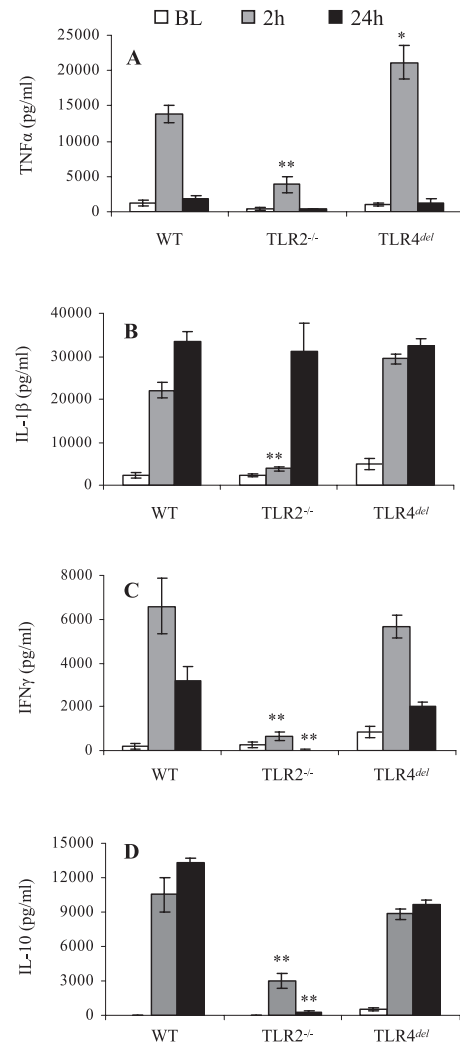 BL 2h 24h
A
TNFα (pg/ml)
25000
20000
15000
10000
5000
0
*
**
WT TLR2-/- TLR4del
B
IL-1β (pg/ml)
40000
30000
20000
10000
0
**
WT TLR2-/- TLR4del
C
IFNγ (pg/ml)
8000
6000
4000
2000
0
** **
WT TLR2-/- TLR4del
D
IL-10 (pg/ml)
15000
12000
9000
6000
3000
0
** **
WT TLR2-/- TLR4del